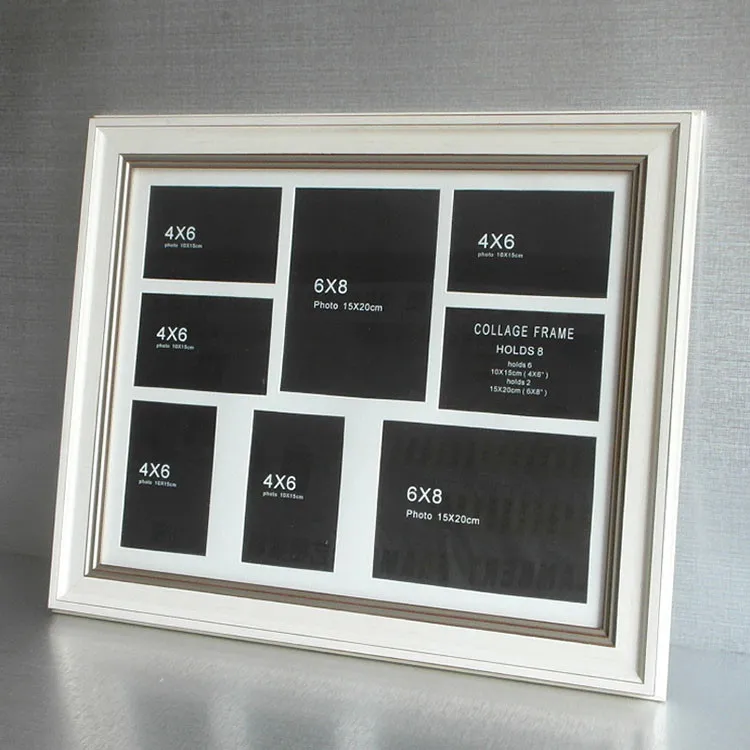 4X6
photo 10X15cm
6X8
Photo 15X20cm
4X6
photo 10X15cm
4X6
photo 10X15cm
COLLAGE FRAME
HOLDS 8
holds 6
10X15cm ( 4X6" )
holds 2
15X20cm ( 6X8" )
4X6
photo 10X15cm
4X6
photo 10X15cm
6X8
Photo 15X20cm